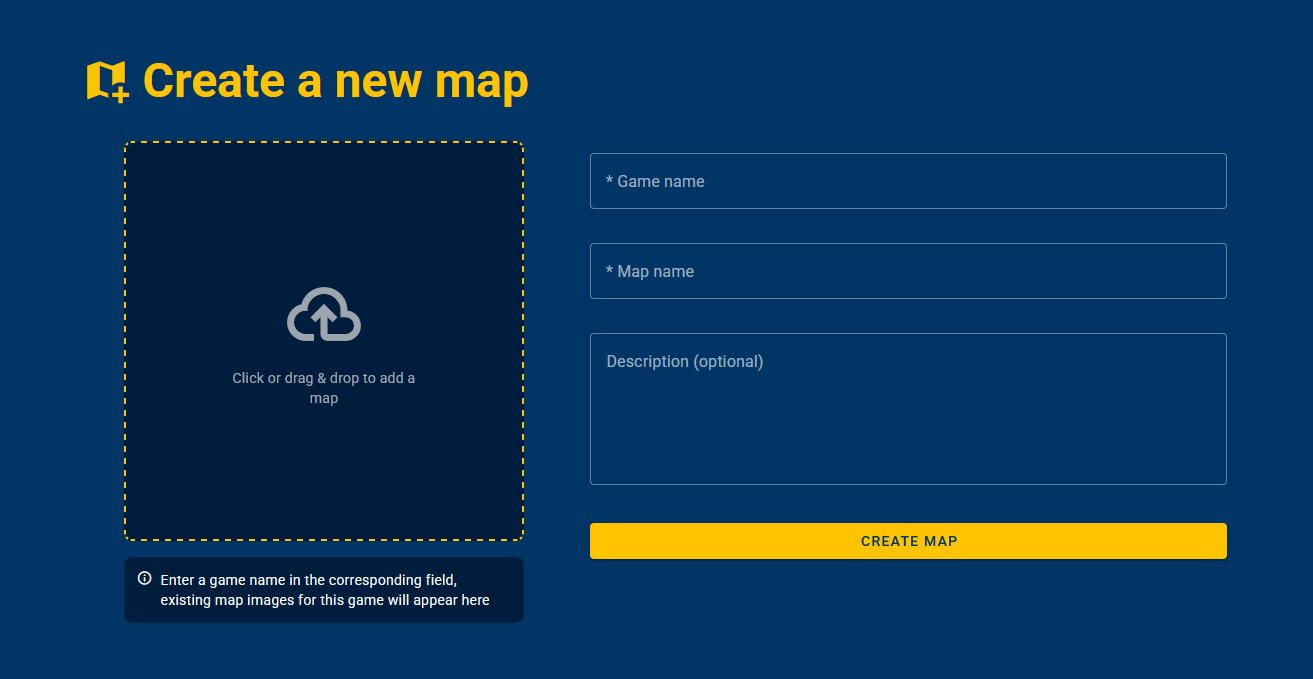 Create a new map
Click or drag & drop to add a
map
Enter a game name in the corresponding field,
existing map images for this game will appear here
* Game name
* Map name
Description (optional)
CREATE MAP